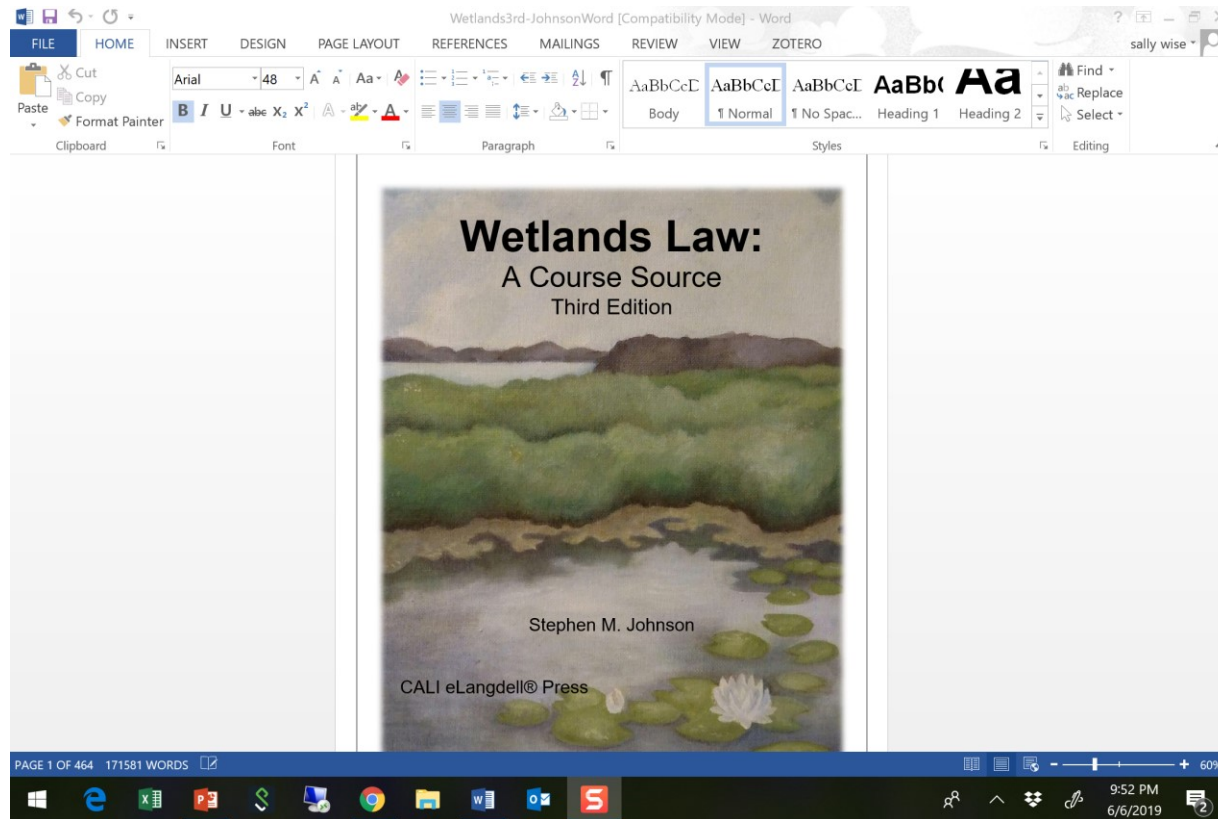 Wetlands3rd-JohnsonWord [Compatibility Mode] - Word
FILE HOME INSERT DESIGN PAGE LAYOUT REFERENCES MAILINGS REVIEW VIEW ZOTERO sally wise
Cut
Copy
Format Painter
Paste
Clipboard
Arial 48
Font
Paragraph
AaBbCcD AaBbCcI AaBbCcI AaBb( Aa
Body ¶ Normal ¶ No Spac... Heading 1 Heading 2
Styles
Find
Replace
Select
Editing
Wetlands Law:
A Course Source
Third Edition
Stephen M. Johnson
CALI eLangdell® Press
PAGE 1 OF 464 171581 WORDS
60%
9:52 PM
6/6/2019
2